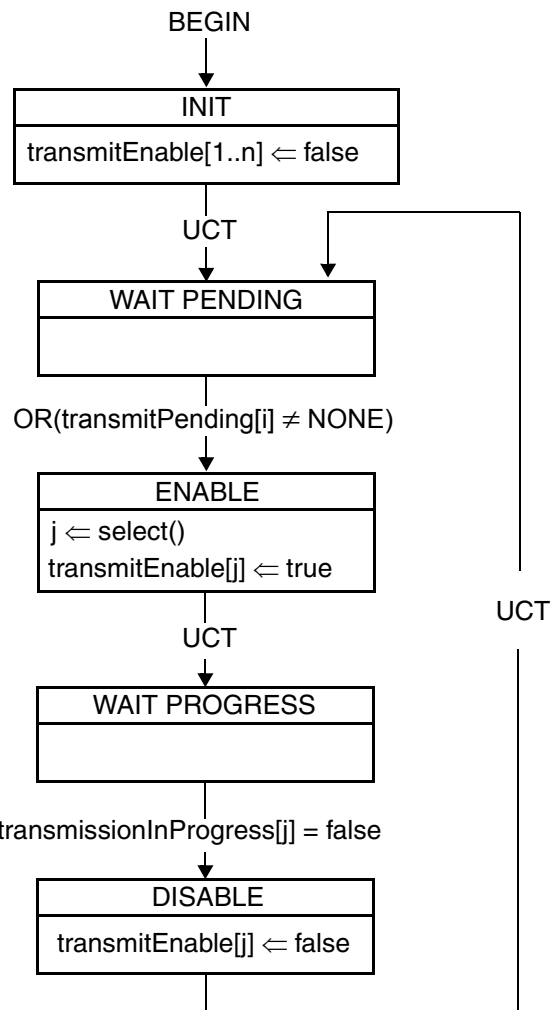 BEGIN
INIT
transmitEnable[1..n] ⇐ false
UCT
WAIT PENDING
OR(transmitPending[i] ≠ NONE)
ENABLE
j ⇐ select()
transmitEnable[j] ⇐ true
UCT
UCT
WAIT PROGRESS
transmissionInProgress[j] = false
DISABLE
transmitEnable[j] ⇐ false